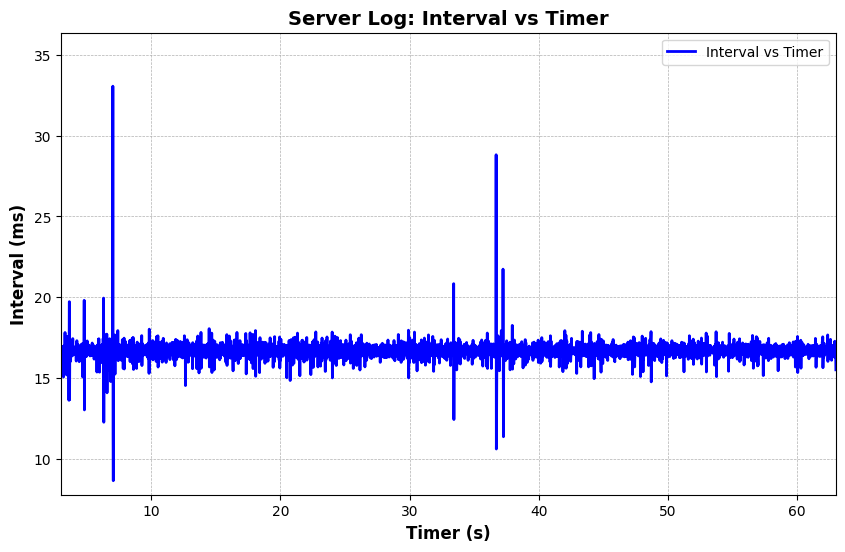 Server Log: Interval vs Timer
Interval vs Timer
Interval (ms)
35
30
25
20
15
10
10 20 30 40 50 60
Timer (s)